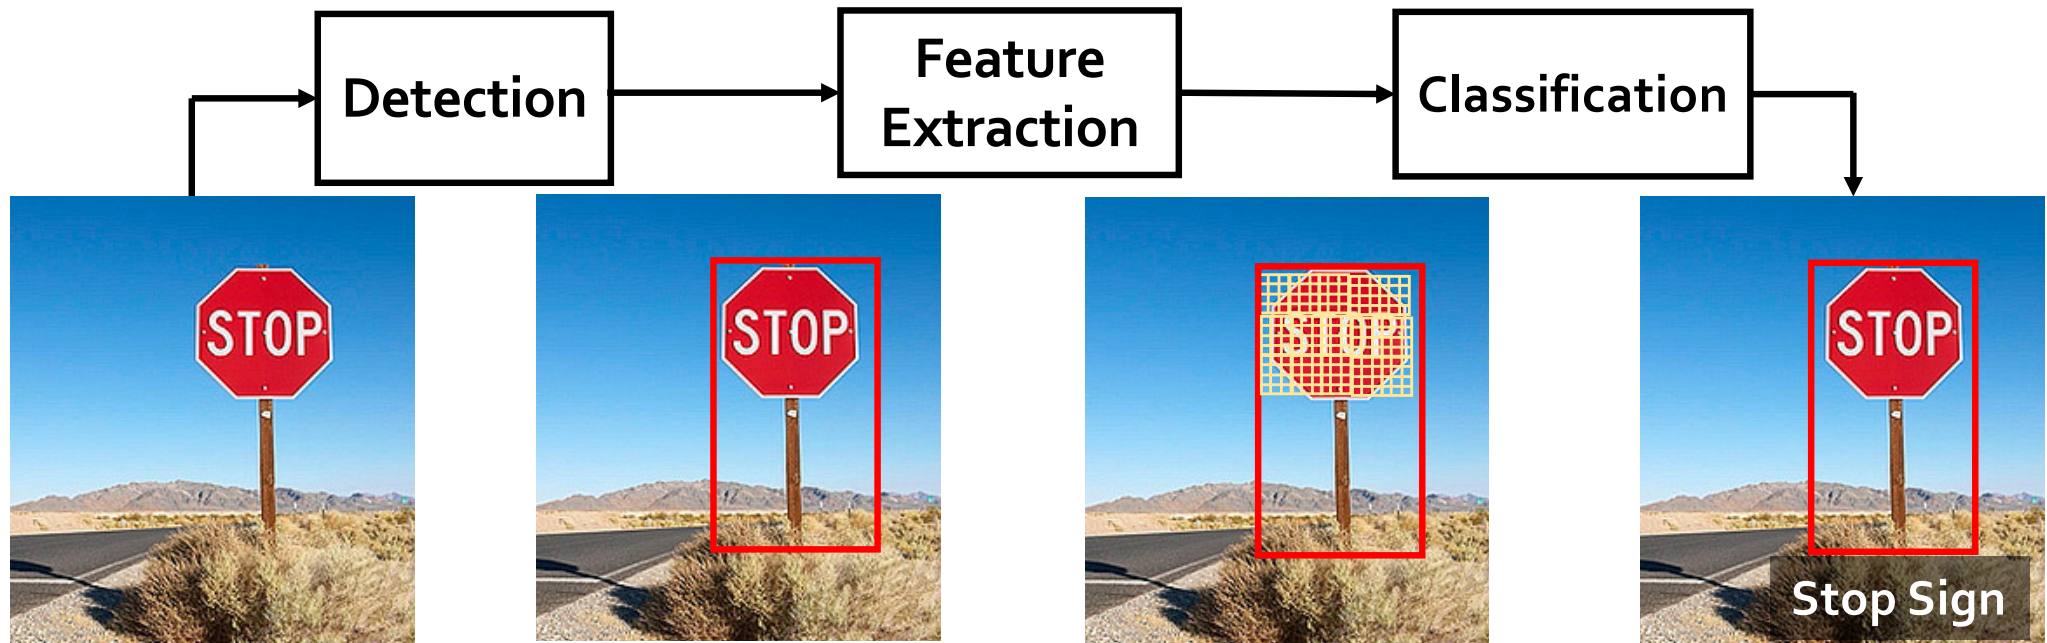 Detection
Feature
Extraction
Classification
STOP
STOP
STOP
STOP
Stop Sign